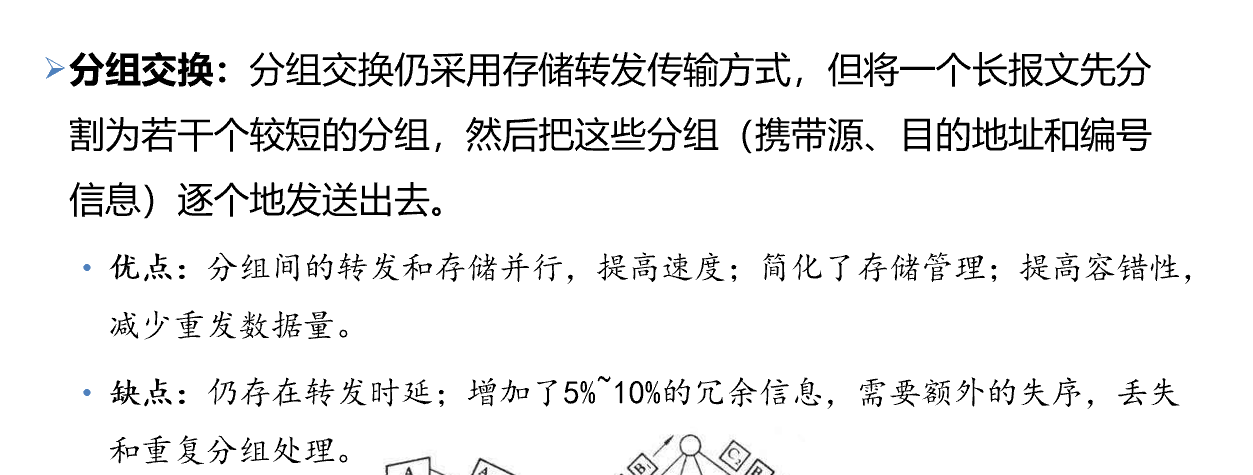 分组交换：分组交换仍采用存储转发传输方式，但将一个长报文先分
割为若干个较短的分组，然后把这些分组（携带源、目的地址和编号
信息）逐个地发送出去。
优点：分组间的转发和存储并行，提高速度；简化了存储管理；提高容错性，
减少重发数据量。
缺点：仍存在转发时延；增加了5%~10%的冗余信息，需要额外的失序，丢失
和重复分组处理。
B
C